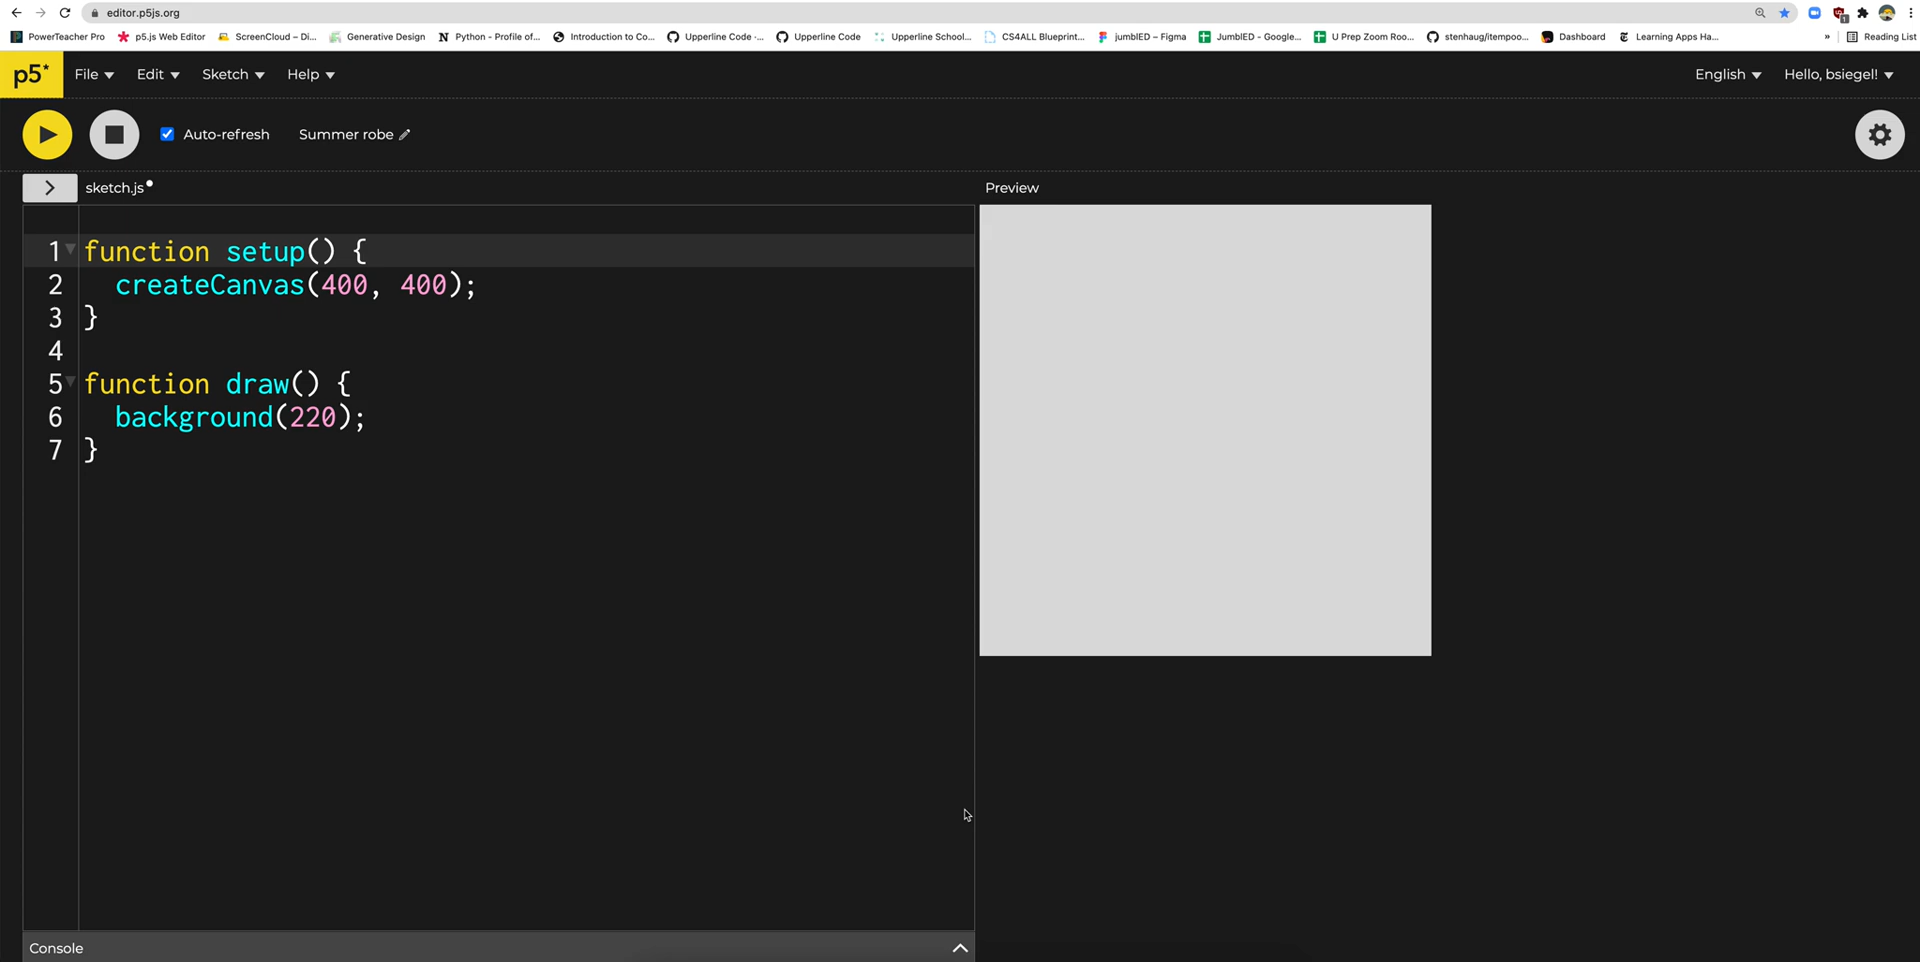 editor.p5js.org
PowerTeacher Pro p5.js Web Editor ScreenCloud – Di... Generative Design Python - Profile of... Introduction to Co... Upperline Code -... Upperline Code Upperline School... CS4ALL Blueprint... jumblED – Figma JumblED - Google... U Prep Zoom Roo... stenhaug/itempoo... Dashboard Learning Apps Ha... » Reading List
p5* File Edit Sketch Help English Hello, bsiegel!
Auto-refresh Summer robe
> sketch.js Preview
1 function setup() {
2 createCanvas(400, 400);
3 }
4
5 function draw() {
6 background(220);
7 }
Console